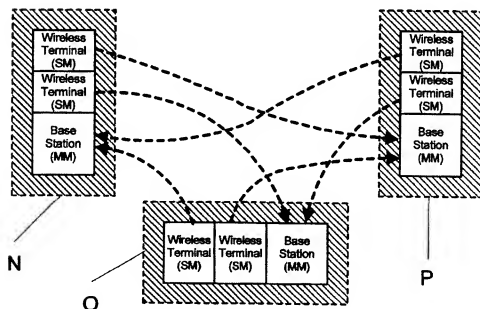 Wireless
Terminal
(SM)
Wireless
Terminal
(SM)
Base
Station
(MM)
Wireless
Terminal
(SM)
Wireless
Terminal
(SM)
Base
Station
(MM)
Wireless
Terminal
(SM)
Wireless
Terminal
(SM)
Base
Station
(MM)
N
O
P